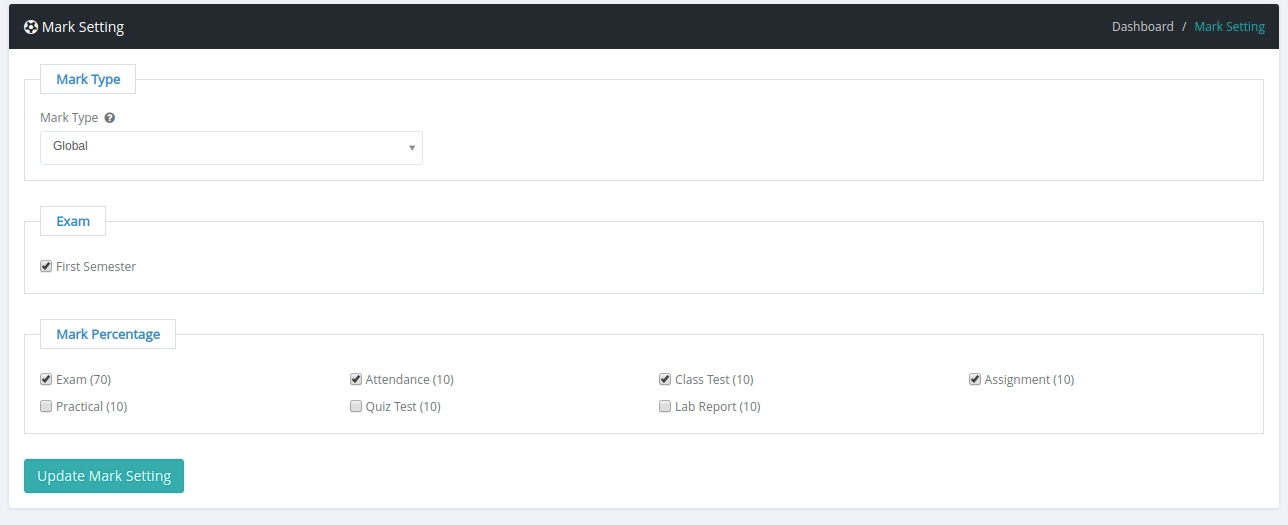 Mark Setting
Dashboard / Mark Setting
Mark Type
Mark Type
Global
Exam
First Semester
Mark Percentage
Exam (70) Attendance (10) Class Test (10) Assignment (10)
Practical (10) Quiz Test (10) Lab Report (10)
Update Mark Setting